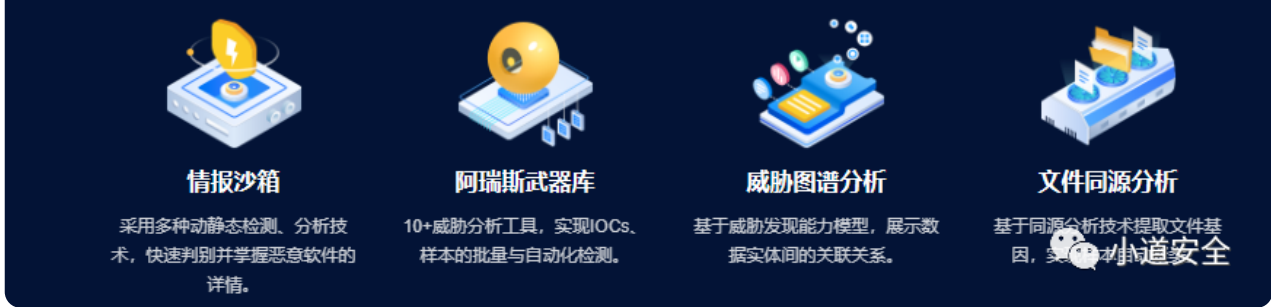 情报沙箱
采用多种动静态检测、分析技
术，快速判别并掌握恶意软件的
详情。
阿瑞斯武器库
10+威胁分析工具，实现IOCs、
样本的批量与自动化检测。
威胁图谱分析
基于威胁发现能力模型，展示数
据实体间的关联关系。
文件同源分析
基于同源分析技术提取文件基
因，实
小道安全